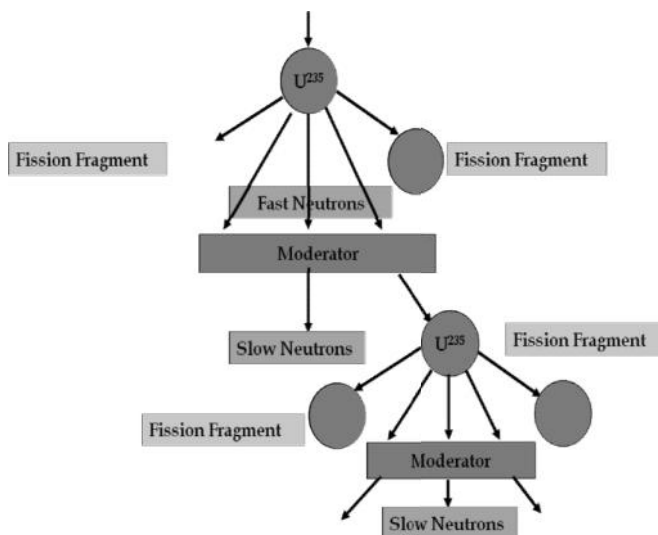 U²³⁵
Fission Fragment
Fission Fragment
Fast Neutrons
Moderator
Slow Neutrons
U²³⁵
Fission Fragment
Fission Fragment
Moderator
Slow Neutrons